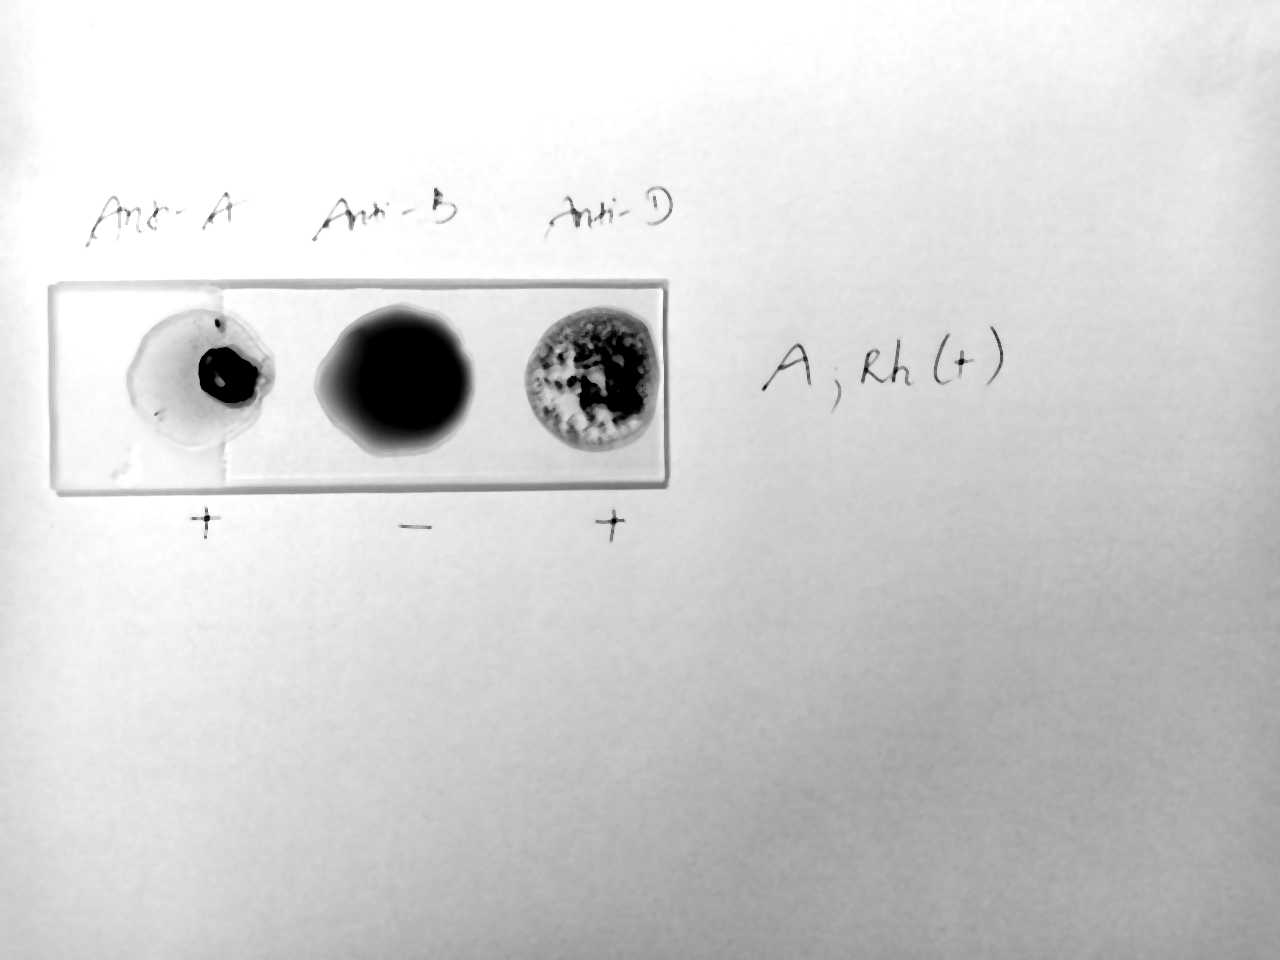 Anti-A Anti-B Anti-D
A; Rh (+)
+ - +